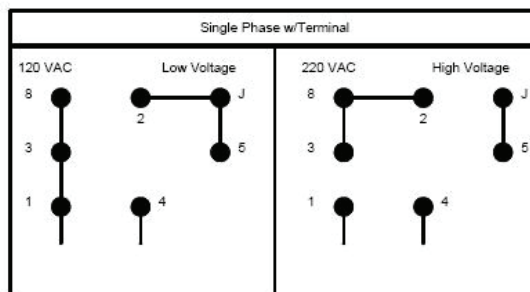 Single Phase w/Terminal
120 VAC Low Voltage
8 J
2
3 5
1 4
220 VAC High Voltage
8 J
2
3 5
1 4